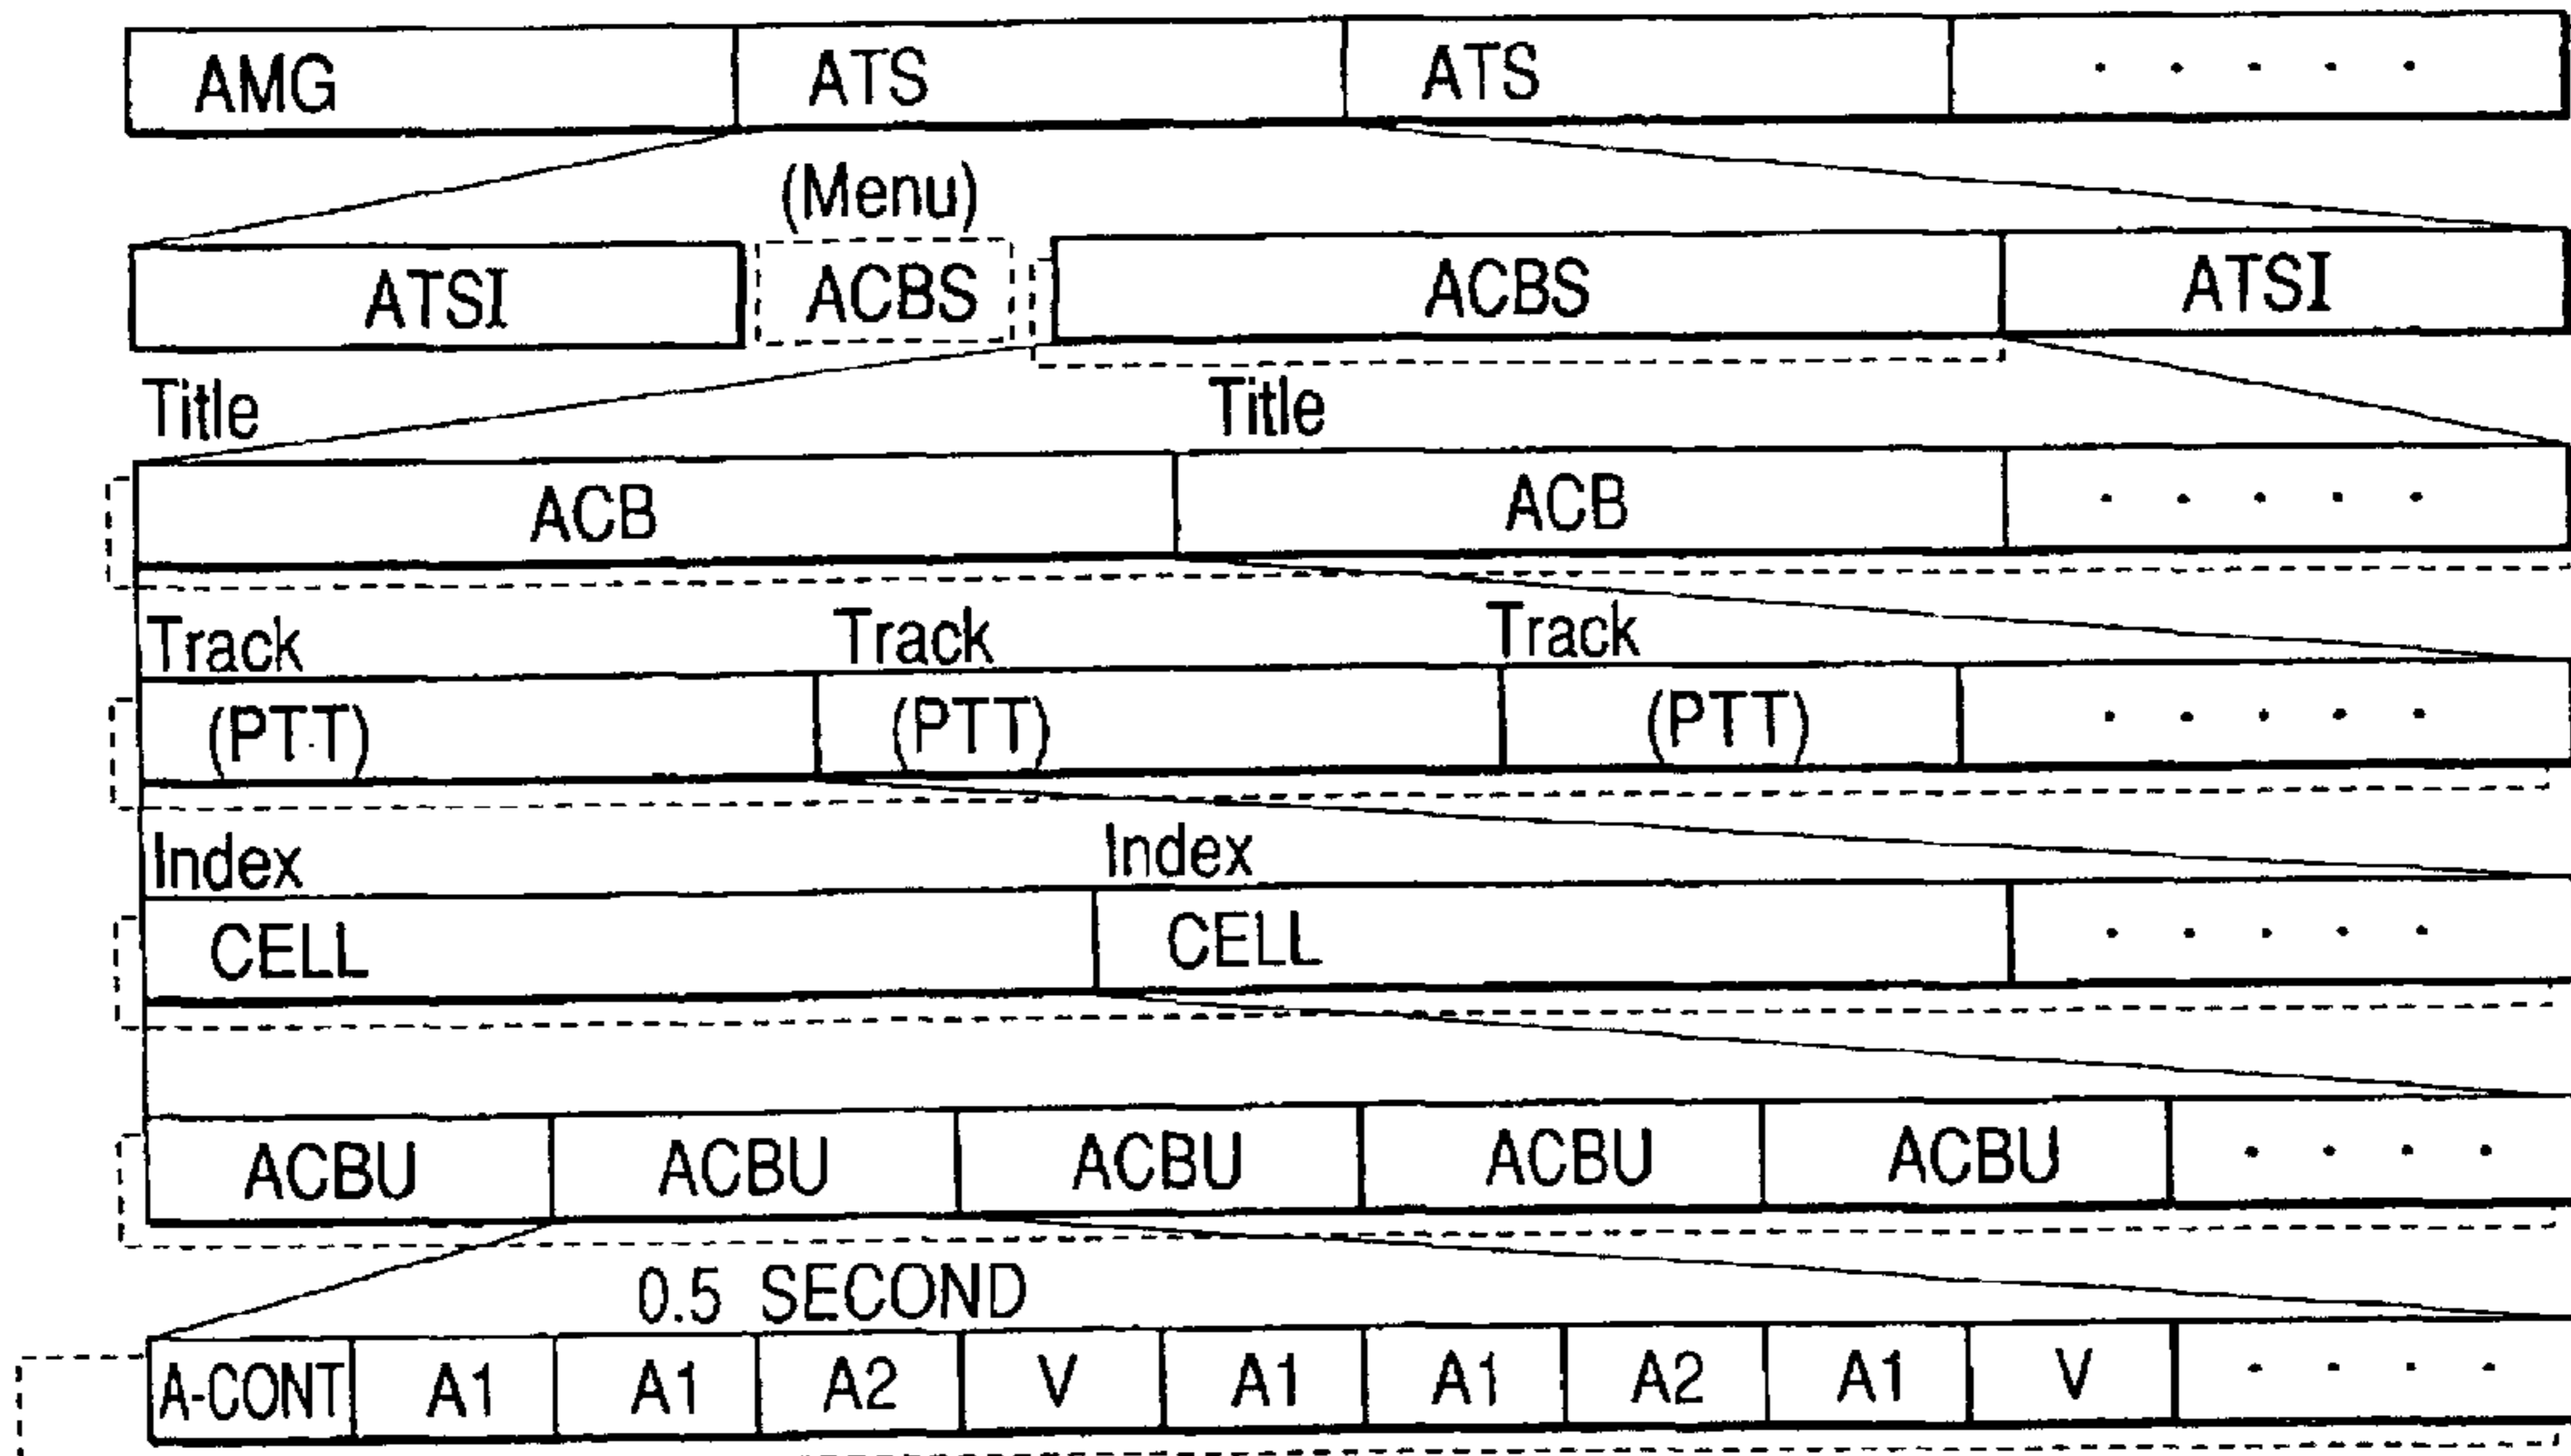 AMG ATS ATS · · · · ·
(Menu)
ATSI ACBS ACBS ATSI
Title Title
ACB ACB · · · · ·
Track Track Track
(PTT) (PTT) (PTT) · · · · ·
Index Index
CELL CELL · · · · ·
ACBU ACBU ACBU ACBU ACBU · · · ·
0.5 SECOND
A-CONT A1 A1 A2 V A1 A1 A2 A1 V · · · ·